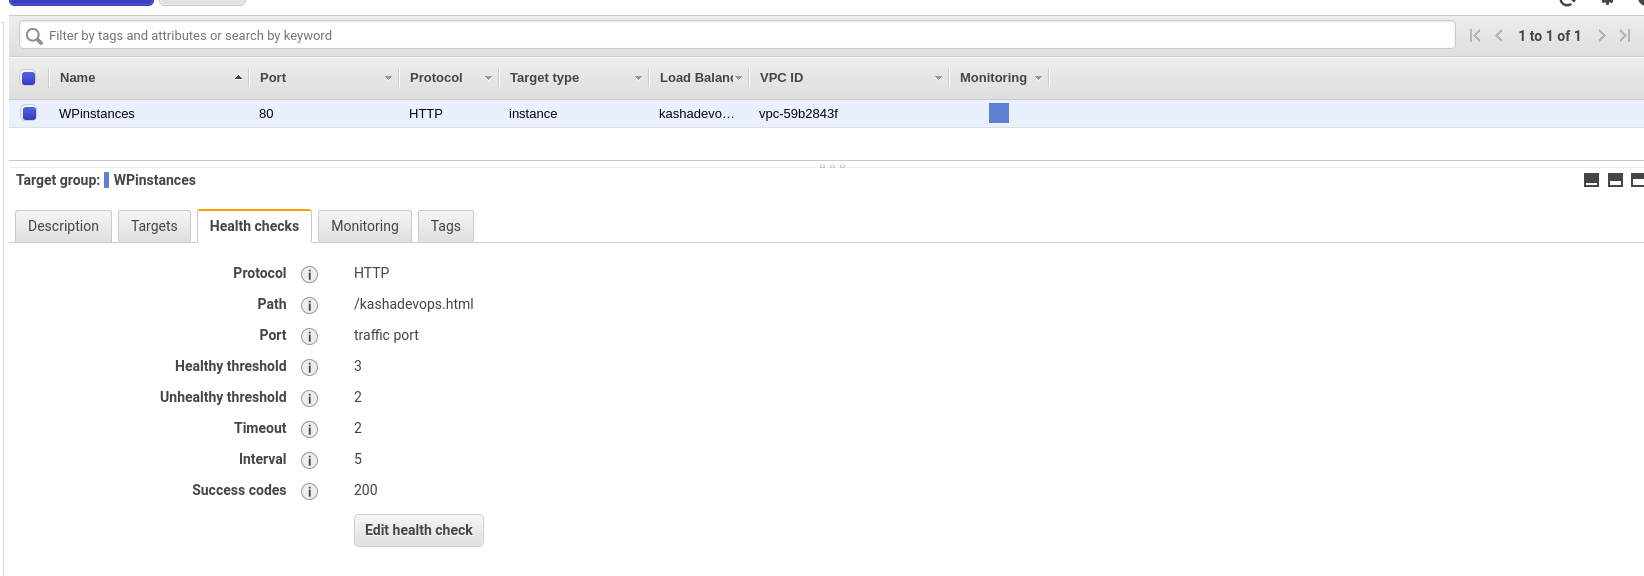 Filter by tags and attributes or search by keyword
1 to 1 of 1
Name Port Protocol Target type Load Balanc VPC ID Monitoring
WPinstances 80 HTTP instance kashadevo... vpc-59b2843f
Target group: WPinstances
Description Targets Health checks Monitoring Tags
Protocol i HTTP
Path i /kashadevops.html
Port i traffic port
Healthy threshold i 3
Unhealthy threshold i 2
Timeout i 2
Interval i 5
Success codes i 200
Edit health check